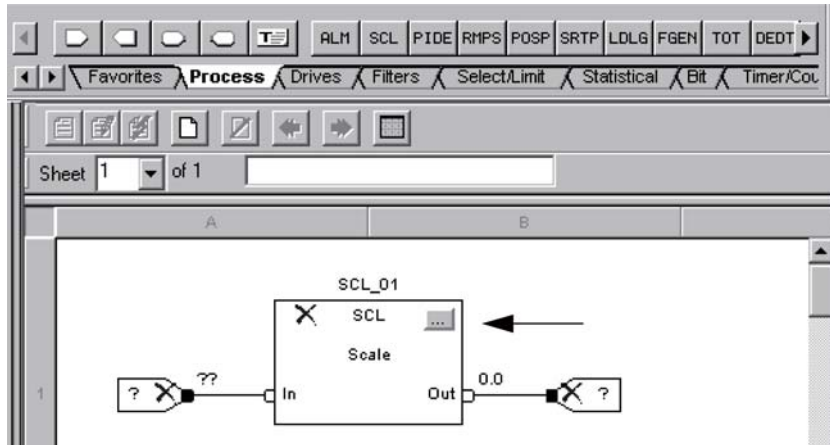 ALM SCL PIDE RMPS POSP SRTP LDLG FGEN TOT DEDT
Favorites Process Drives Filters Select/Limit Statistical Bit Timer/Cou
Sheet 1 of 1
A B
SCL_01
SCL ...
Scale
? ?? In Out 0.0 ?
1